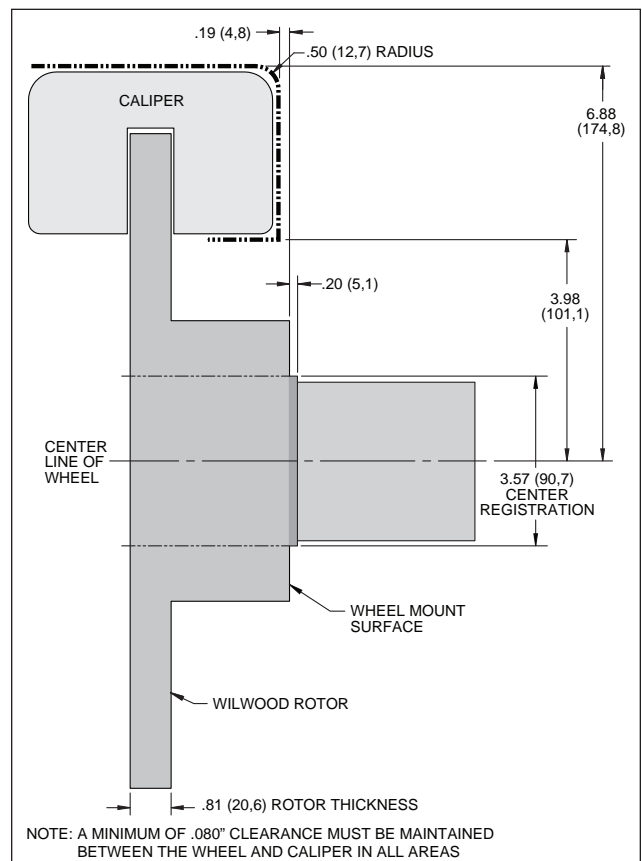 .19 (4,8)
.50 (12,7) RADIUS
CALIPER
6.88
(174,8)
.20 (5,1)
3.98
(101,1)
CENTER
LINE OF
WHEEL
3.57 (90,7)
CENTER
REGISTRATION
WHEEL MOUNT
SURFACE
WILWOOD ROTOR
.81 (20,6) ROTOR THICKNESS
NOTE: A MINIMUM OF .080" CLEARANCE MUST BE MAINTAINED
BETWEEN THE WHEEL AND CALIPER IN ALL AREAS